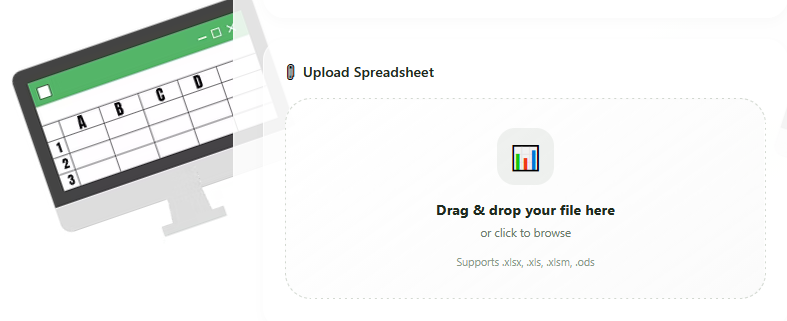 A B C D
1
2
3
Upload Spreadsheet
Drag & drop your file here
or click to browse
Supports .xlsx, .xls, .xlsm, .ods